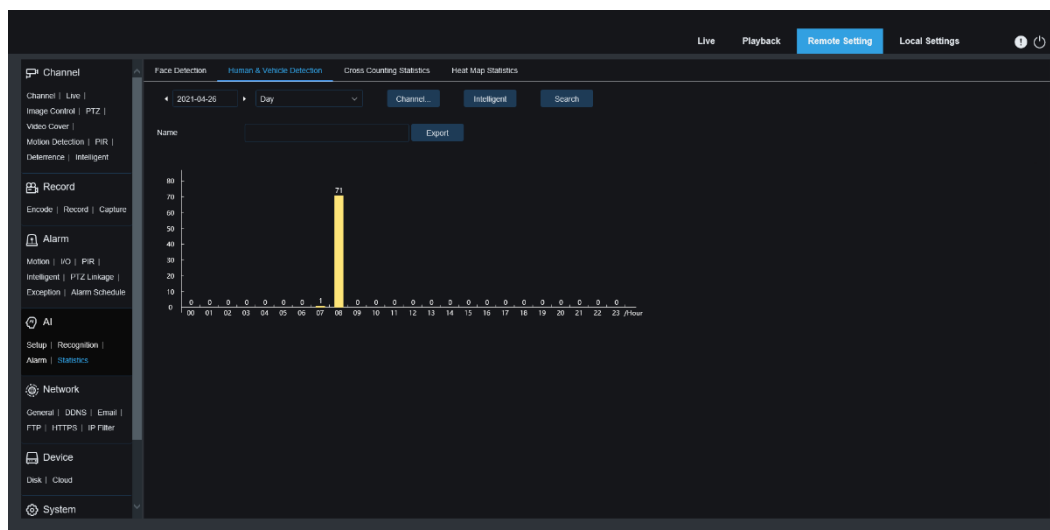 Live Playback Remote Setting Local Settings
Channel
Channel | Live |
Image Control | PTZ |
Video Cover |
Motion Detection | PIR |
Deterrence | Intelligent
Record
Encode | Record | Capture
Alarm
Motion | I/O | PIR |
Intelligent | PTZ Linkage |
Exception | Alarm Schedule
AI
Setup | Recognition |
Alarm | Statistics
Network
General | DDNS | Email |
FTP | HTTPS | IP Filter
Device
Disk | Cloud
System
Face Detection Human & Vehicle Detection Cross Counting Statistics Heat Map Statistics
2021-04-26 Day Channel... Intelligent Search
Name Export
80
70
60
50
40
30
20
10
0
0 0 0 0 0 0 0 1 71 0 0 0 0 0 0 0 0 0 0 0 0 0 0 0
00 01 02 03 04 05 06 07 08 09 10 11 12 13 14 15 16 17 18 19 20 21 22 23 /Hour